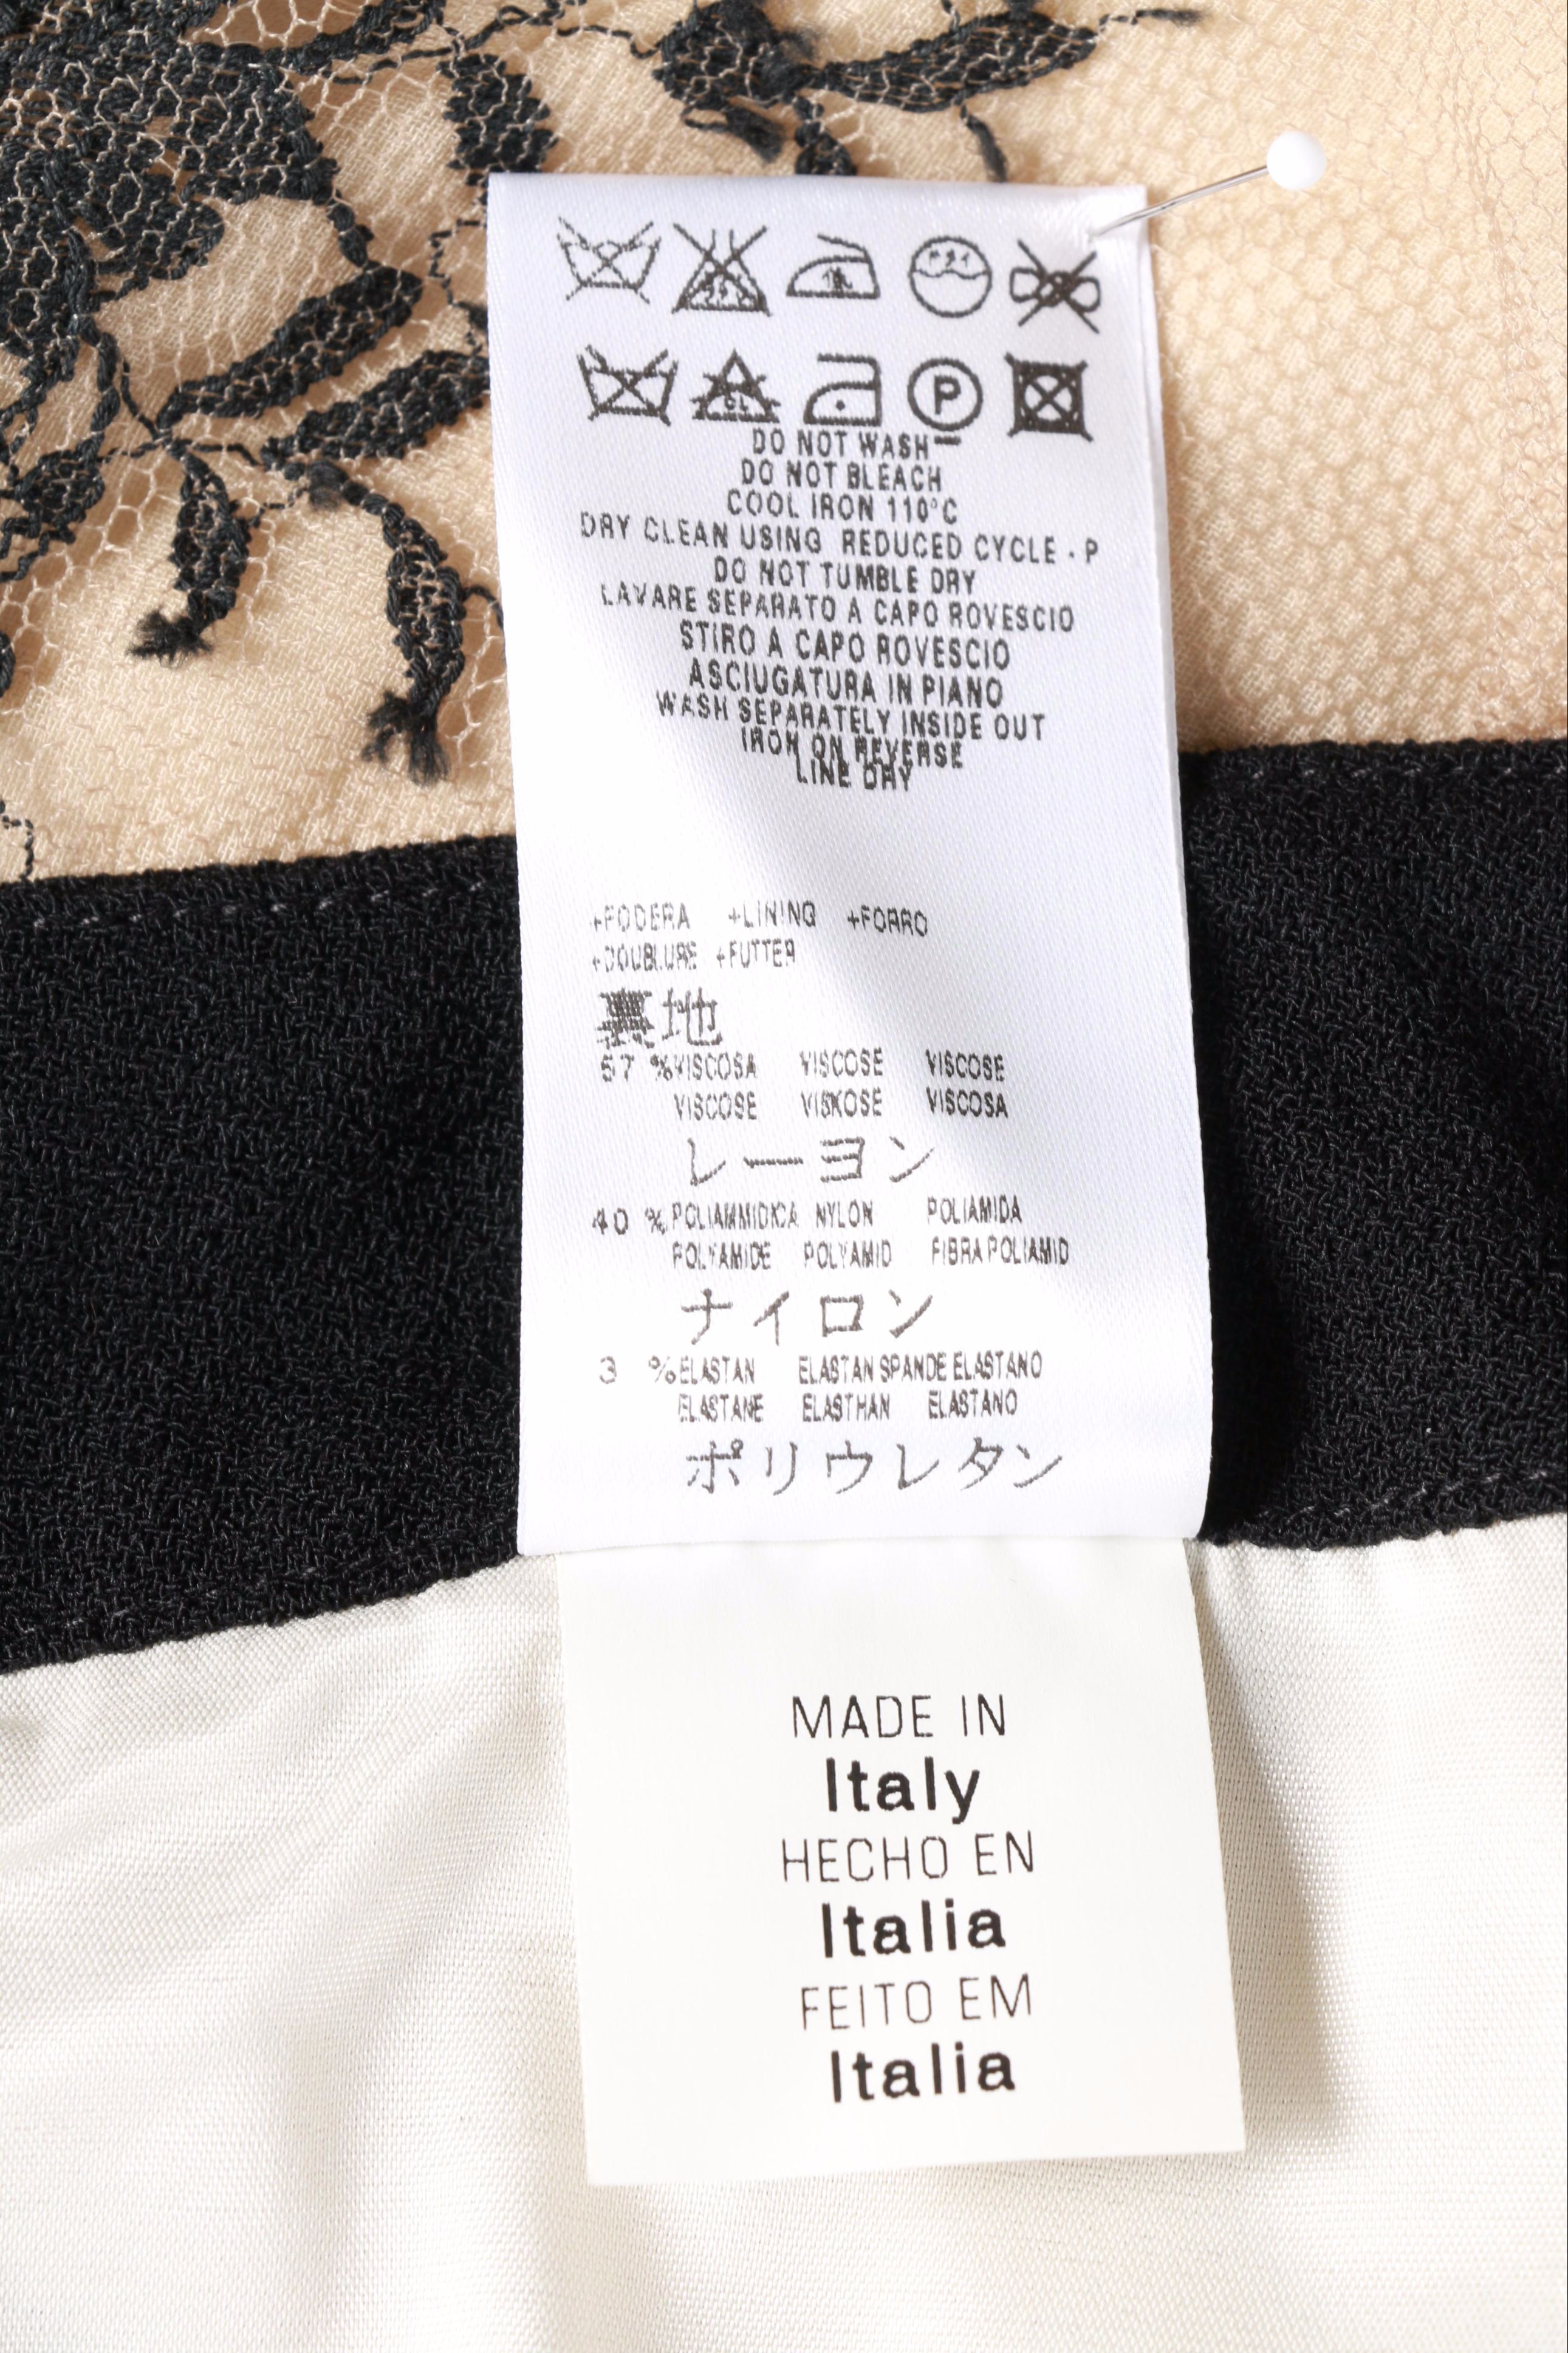 ドライ
CL P
DO NOT WASH
DO NOT BLEACH
COOL IRON 110°C
DRY CLEAN USING REDUCED CYCLE - P
DO NOT TUMBLE DRY
LAVARE SEPARATO A CAPO ROVESCIO
STIRO A CAPO ROVESCIO
ASCIUGATURA IN PIANO
WASH SEPARATELY INSIDE OUT
IRON ON REVERSE
LINE DRY
+FODERA +LINING +FORRO
+DOUBLURE +FUTTER
裏地
57 % VISCOSA VISCOSE VISCOSE
VISCOSE VISKOSE VISCOSA
レーヨン
40 % POLIAMMIDICA NYLON POLIAMIDA
POLYAMIDE POLYAMID FIBRA POLIAMID
ナイロン
3 % ELASTAN ELASTAN SPANDE ELASTANO
ELASTANE ELASTHAN ELASTANO
ポリウレタン
MADE IN
Italy
HECHO EN
Italia
FEITO EM
Italia